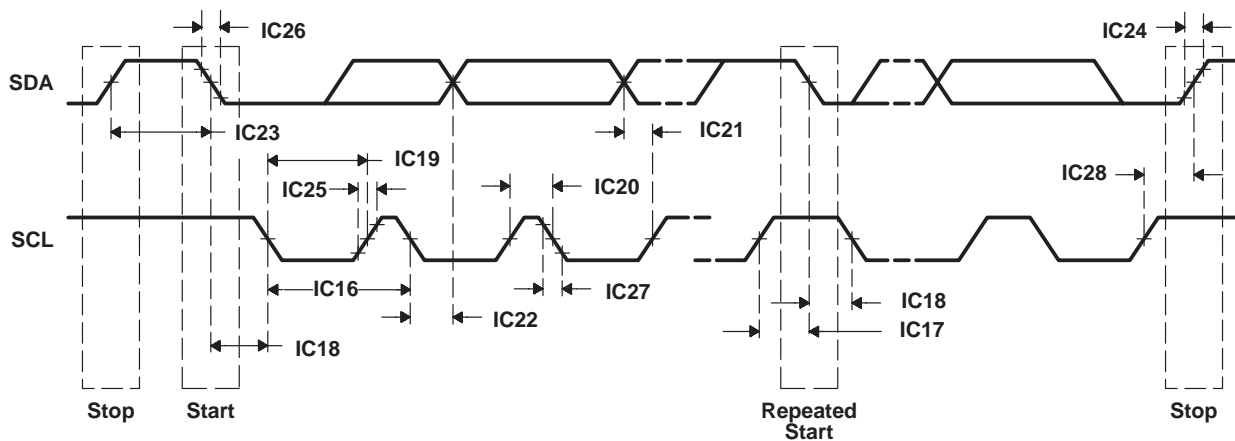 IC26
IC24
SDA
IC23
IC21
IC19
IC25
IC20
IC28
SCL
IC16
IC27
IC22
IC18
IC18
IC17
Stop
Start
Repeated
Start
Stop